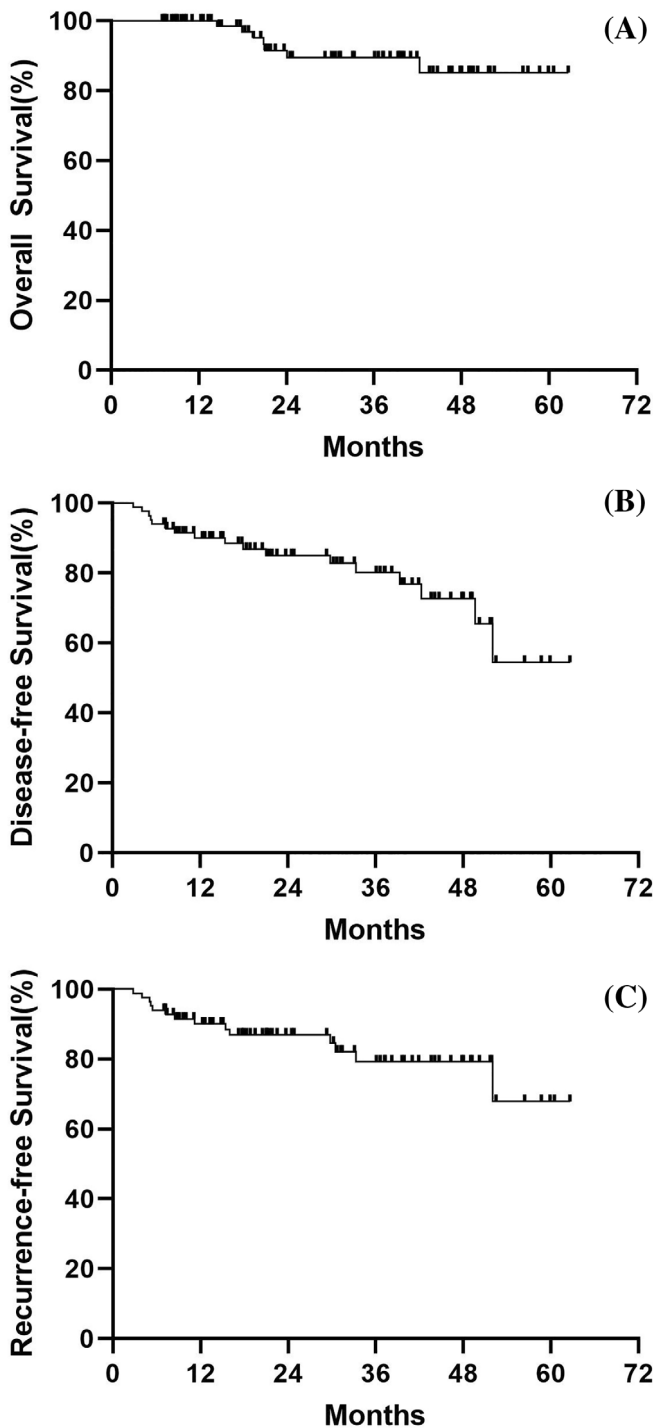 (A)
Overall Survival(%)
100
80
60
40
20
0
0 12 24 36 48 60 72
Months
(B)
Disease-free Survival(%)
100
80
60
40
20
0
0 12 24 36 48 60 72
Months
(C)
Recurrence-free Survival(%)
100
80
60
40
20
0
0 12 24 36 48 60 72
Months